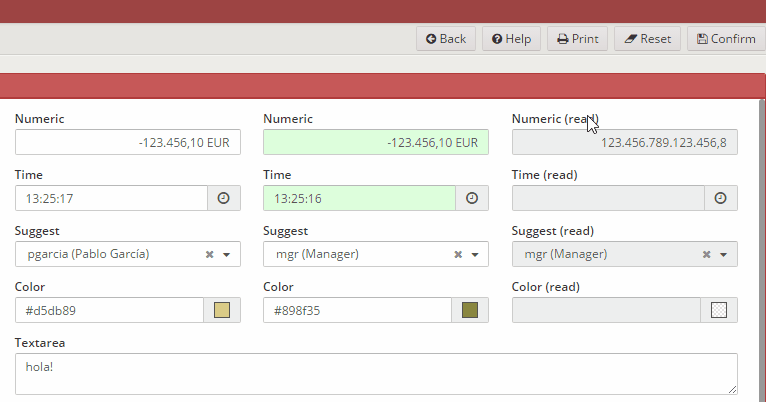 Back Help Print Reset Confirm
Numeric Numeric Numeric (read)
-123.456,10 EUR -123.456,10 EUR 123.456.789.123.456,8
Time Time Time (read)
13:25:17 13:25:16
Suggest Suggest Suggest (read)
pgarcia (Pablo García) mgr (Manager) mgr (Manager)
Color Color Color (read)
#d5db89 #898f35
Textarea
hola!